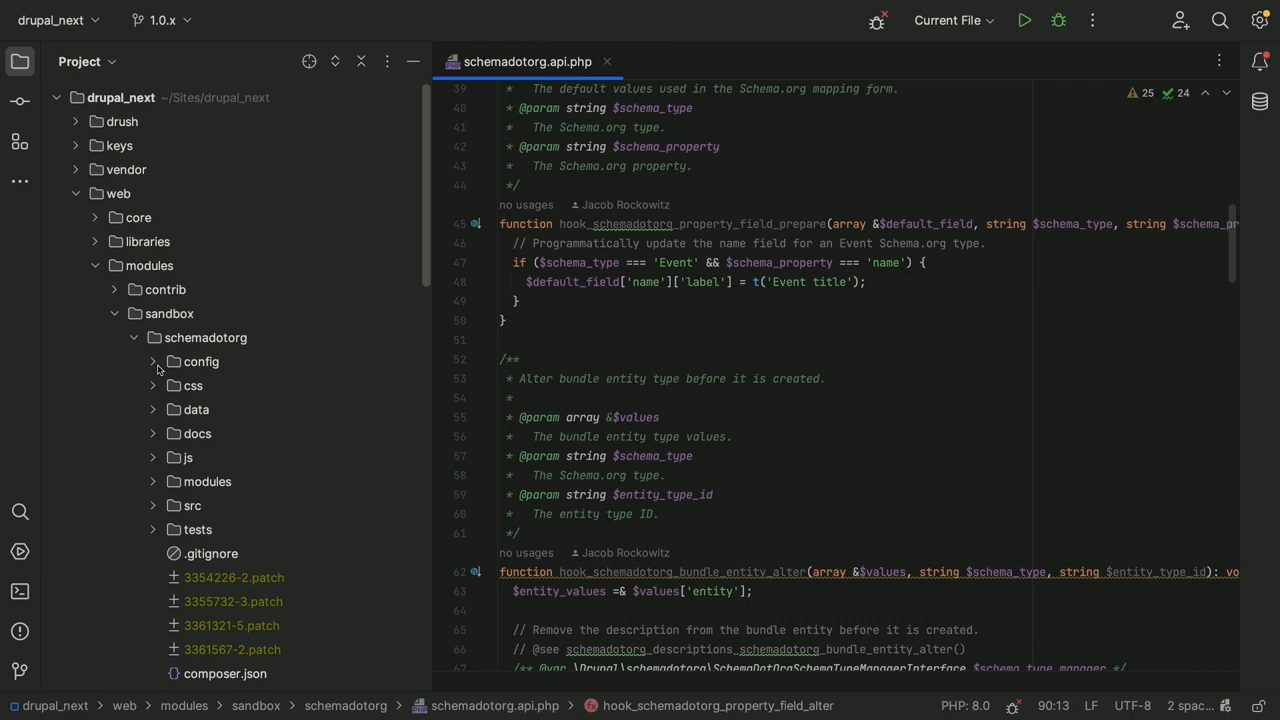 drupal_next
1.0.x
Current File
Project
schemadotorg.api.php
drupal_next ~/Sites/drupal_next
drush
keys
vendor
web
core
libraries
modules
contrib
sandbox
schemadotorg
config
css
data
docs
js
modules
src
tests
.gitignore
3354226-2.patch
3355732-3.patch
3361321-5.patch
3361567-2.patch
composer.json
25 24
39 * The default values used in the Schema.org mapping form.
40 * @param string $schema_type
41 * The Schema.org type.
42 * @param string $schema_property
43 * The Schema.org property.
44 */
no usages Jacob Rockowitz
45 function hook_schemadotorg_property_field_prepare(array &$default_field, string $schema_type, string $schema_pr
46 // Programmatically update the name field for an Event Schema.org type.
47 if ($schema_type === 'Event' && $schema_property === 'name') {
48 $default_field['name']['label'] = t('Event title');
49 }
50 }
51
52 /**
53 * Alter bundle entity type before it is created.
54 *
55 * @param array &$values
56 * The bundle entity type values.
57 * @param string $schema_type
58 * The Schema.org type.
59 * @param string $entity_type_id
60 * The entity type ID.
61 */
no usages Jacob Rockowitz
62 function hook_schemadotorg_bundle_entity_alter(array &$values, string $schema_type, string $entity_type_id): vo
63 $entity_values =& $values['entity'];
64
65 // Remove the description from the bundle entity before it is created.
66 // @see schemadotorg_descriptions_schemadotorg_bundle_entity_alter()
67 /** @var \Drupal\schemadotorg\SchemaDotOrgSchemaTypeManagerInterface $schema_type_manager */
drupal_next > web > modules > sandbox > schemadotorg > schemadotorg.api.php > hook_schemadotorg_property_field_alter
PHP: 8.0 90:13 LF UTF-8 2 spac...